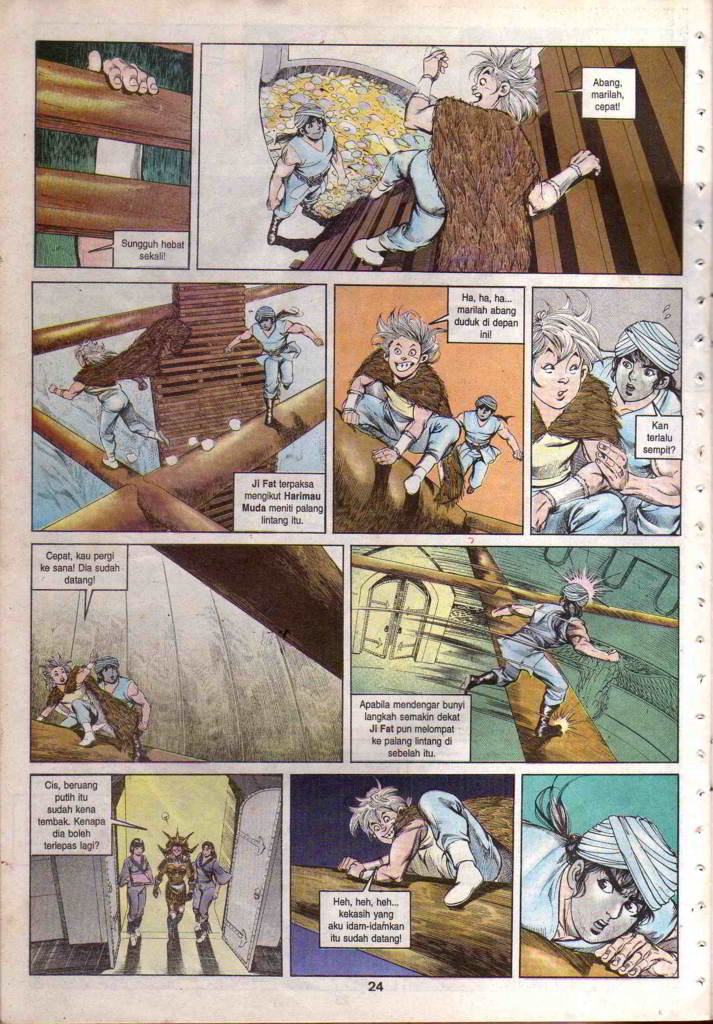 Sungguh hebat
sekali!
Abang,
marilah,
cepat!
Ji Fat terpaksa
mengikut Harimau
Muda meniti palang
lintang itu.
Ha, ha, ha...
marilah abang
duduk di depan
ini!
Kan
terlalu
sempit?
Cepat, kau pergi
ke sana! Dia sudah
datang!
Apabila mendengar bunyi
langkah semakin dekat
Ji Fat pun melompat
ke palang lintang di
sebelah itu.
Cis, beruang
putih itu
sudah kena
tembak. Kenapa
dia boleh
terlepas lagi?
Heh, heh, heh...
kekasih yang
aku idam-idamkan
itu sudah datang!
24